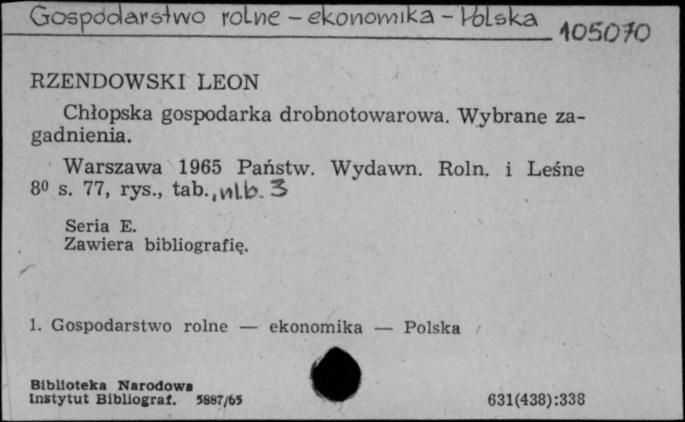 Gospodarstwo rolne – ekonomika – Polska
105070
RZENDOWSKI LEON
Chłopska gospodarka drobnotowarowa. Wybrane za-
gadnienia.
Warszawa 1965 Państw. Wydawn. Roln. i Leśne
8⁰ s. 77, rys., tab., nlb. 3
Seria E.
Zawiera bibliografię.
1. Gospodarstwo rolne — ekonomika — Polska
Biblioteka Narodowa
Instytut Bibliograf. 5887/65
631(438):338